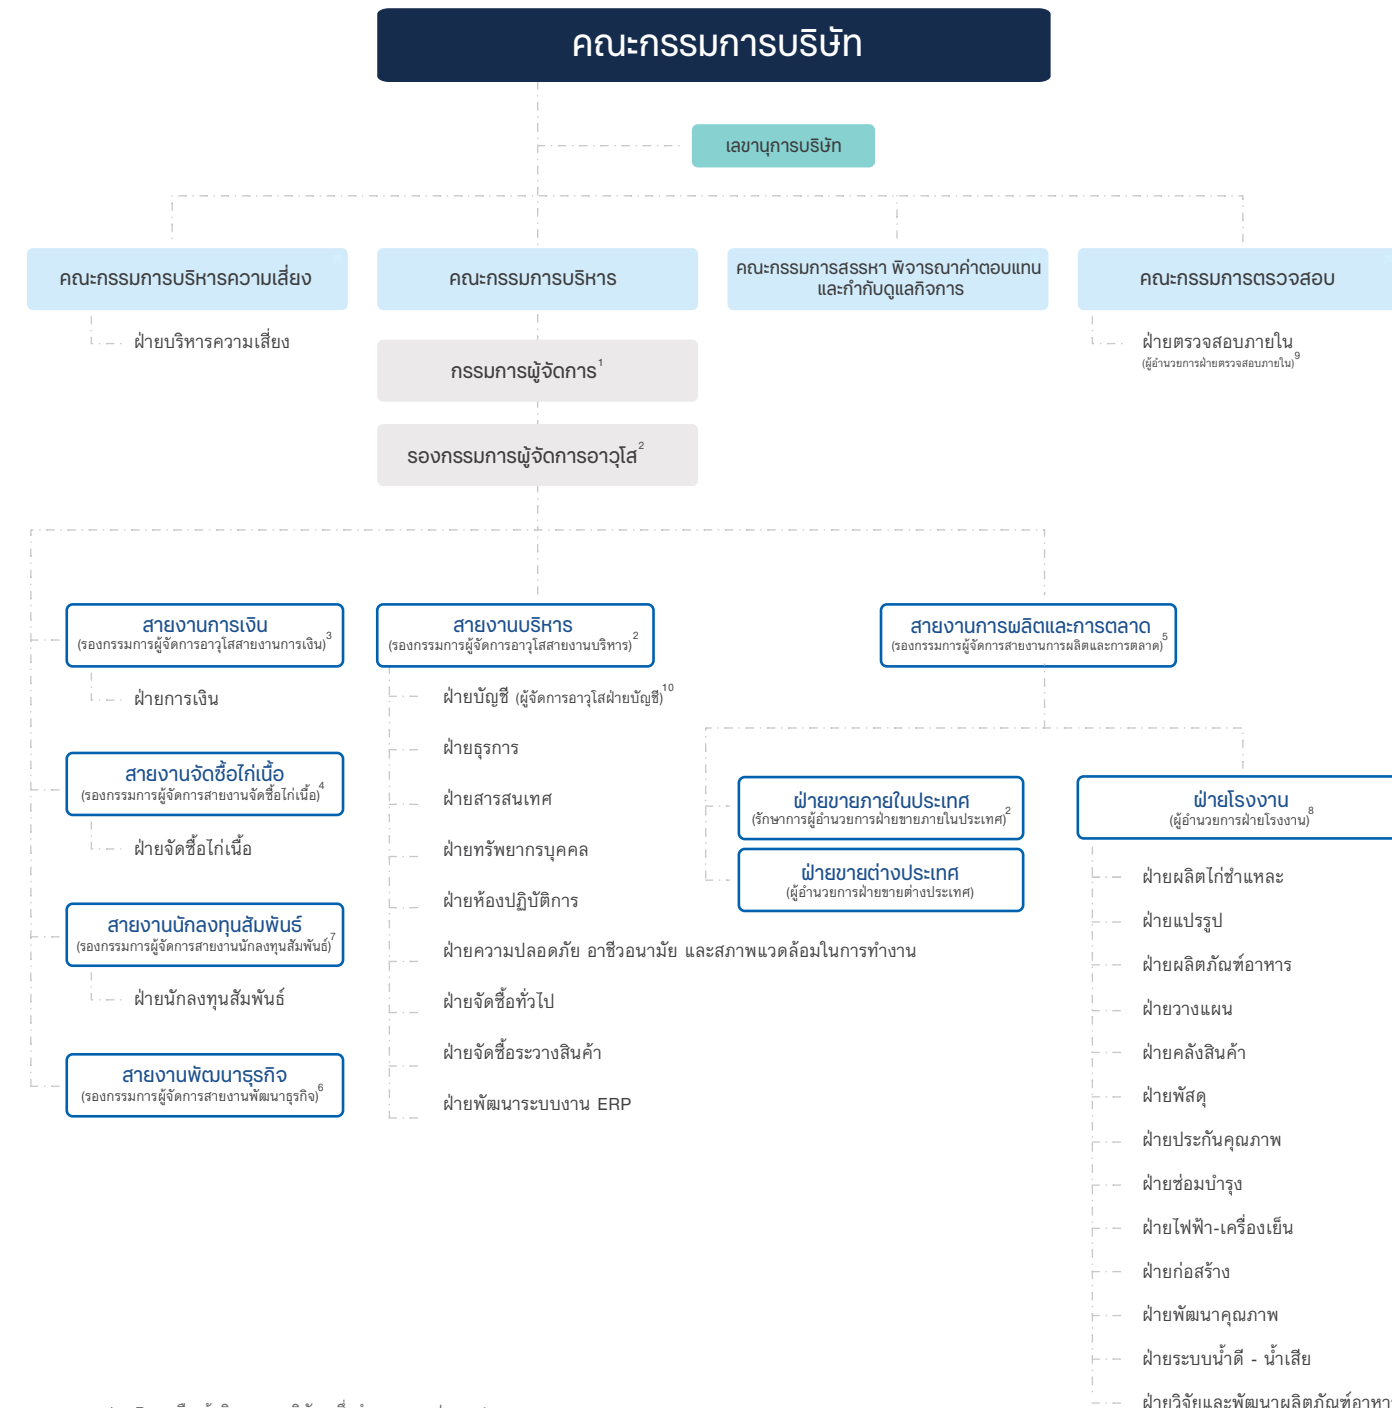 คณะกรรมการบริษัท
เลขานุการบริษัท
คณะกรรมการบริหารความเสี่ยง
คณะกรรมการบริหาร
คณะกรรมการสรรหา พิจารณาค่าตอบแทน
และกำกับดูแลกิจการ
คณะกรรมการตรวจสอบ
ฝ่ายบริหารความเสี่ยง
ฝ่ายตรวจสอบภายใน
(ผู้อำนวยการฝ่ายตรวจสอบภายใน)9
กรรมการผู้จัดการ1
รองกรรมการผู้จัดการอาวุโส2
สายงานการเงิน
(รองกรรมการผู้จัดการอาวุโสสายงานการเงิน)3
ฝ่ายการเงิน
สายงานจัดซื้อไก่เนื้อ
(รองกรรมการผู้จัดการสายงานจัดซื้อไก่เนื้อ)4
ฝ่ายจัดซื้อไก่เนื้อ
สายงานนักลงทุนสัมพันธ์
(รองกรรมการผู้จัดการสายงานนักลงทุนสัมพันธ์)7
ฝ่ายนักลงทุนสัมพันธ์
สายงานพัฒนาธุรกิจ
(รองกรรมการผู้จัดการสายงานพัฒนาธุรกิจ)6
สายงานบริหาร
(รองกรรมการผู้จัดการอาวุโสสายงานบริหาร)2
ฝ่ายบัญชี (ผู้จัดการอาวุโสฝ่ายบัญชี)10
ฝ่ายธุรการ
ฝ่ายสารสนเทศ
ฝ่ายทรัพยากรบุคคล
ฝ่ายห้องปฏิบัติการ
ฝ่ายความปลอดภัย อาชีวอนามัย และสภาพแวดล้อมในการทำงาน
ฝ่ายจัดซื้อทั่วไป
ฝ่ายจัดซื้อระวางสินค้า
ฝ่ายพัฒนาระบบงาน ERP
สายงานการผลิตและการตลาด
(รองกรรมการผู้จัดการสายงานการผลิตและการตลาด)5
ฝ่ายขายภายในประเทศ
(รักษาการผู้อำนวยการฝ่ายขายภายในประเทศ)2
ฝ่ายขายต่างประเทศ
(ผู้อำนวยการฝ่ายขายต่างประเทศ)
ฝ่ายโรงงาน
(ผู้อำนวยการฝ่ายโรงงาน)8
ฝ่ายผลิตไก่ชำแหละ
ฝ่ายแปรรูป
ฝ่ายผลิตภัณฑ์อาหาร
ฝ่ายวางแผน
ฝ่ายคลังสินค้า
ฝ่ายพัสดุ
ฝ่ายประกันคุณภาพ
ฝ่ายซ่อมบำรุง
ฝ่ายไฟฟ้า-เครื่องเย็น
ฝ่ายก่อสร้าง
ฝ่ายพัฒนาคุณภาพ
ฝ่ายระบบน้ำดี - น้ำเสีย
ฝ่ายวิจัยและพัฒนาผลิตภัณฑ์อาหาร